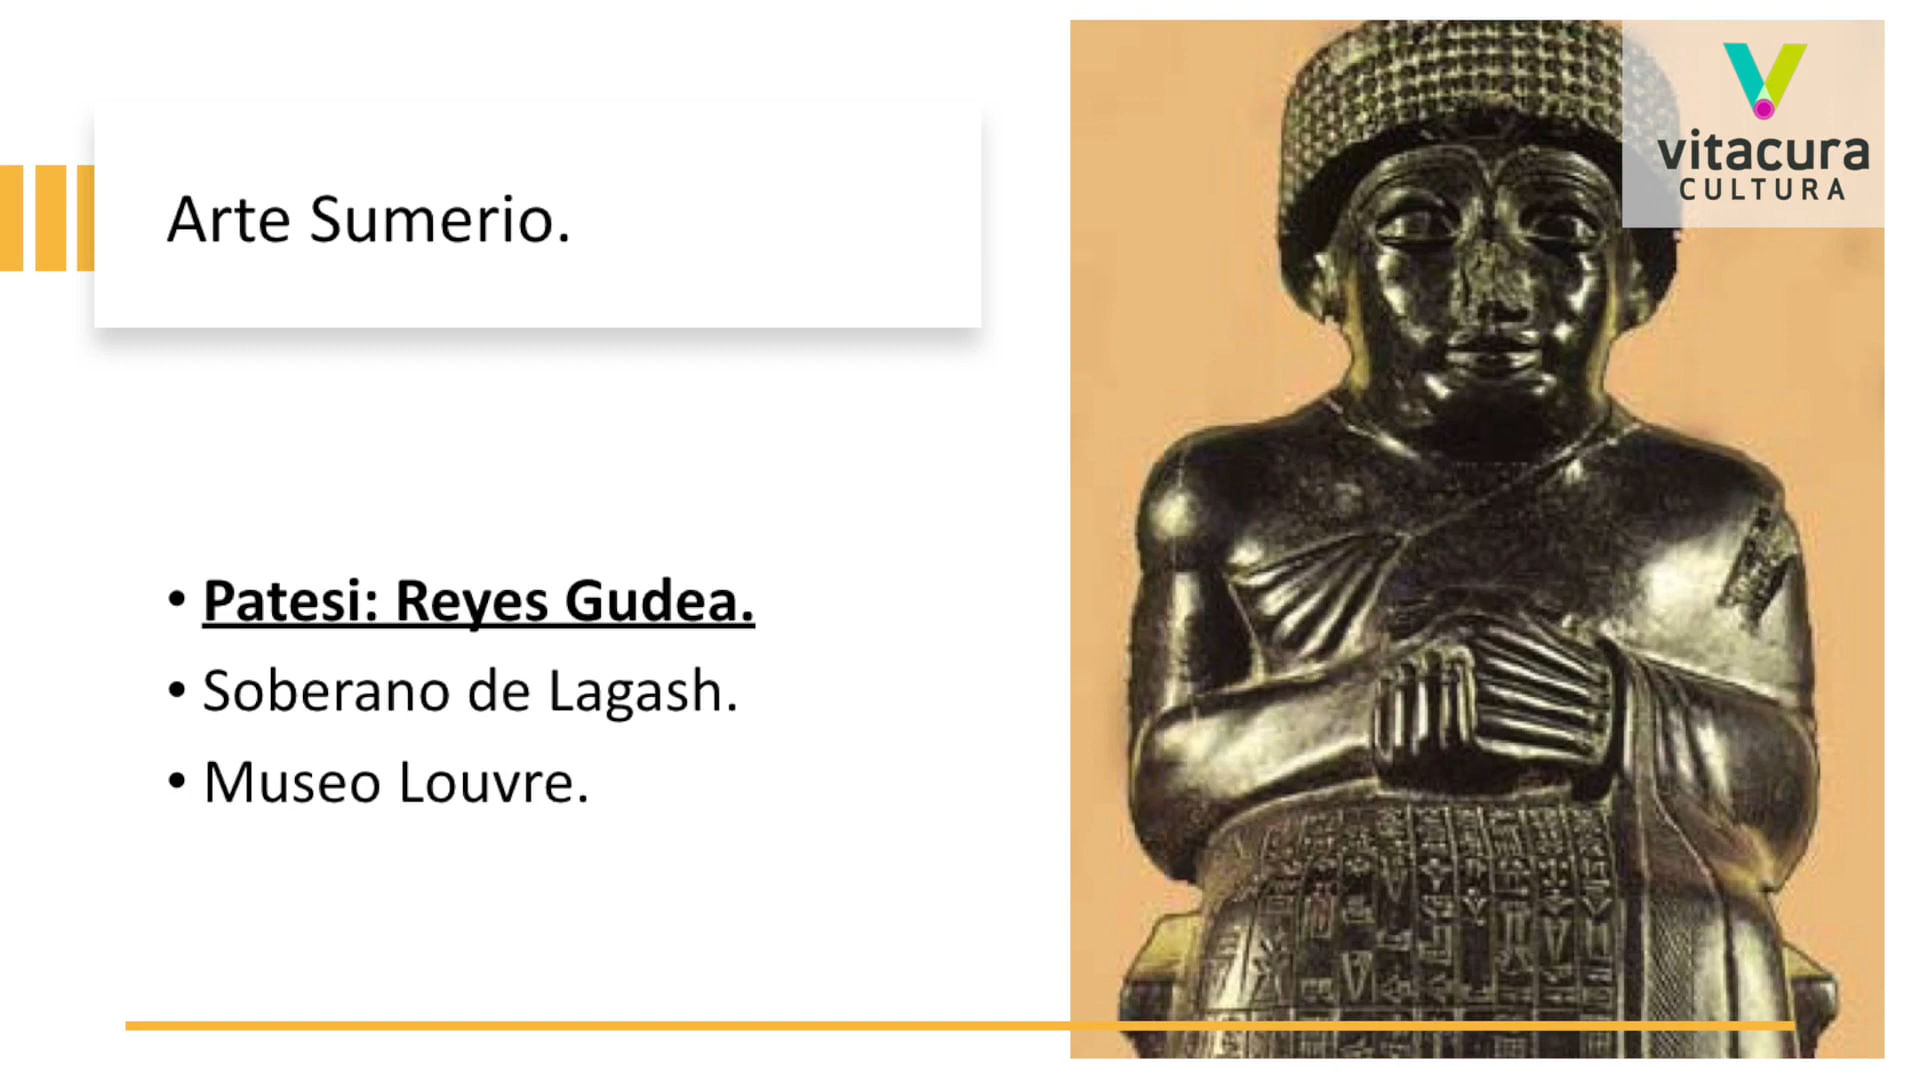 vitacura
CULTURA
Arte Sumerio.
• Patesi: Reyes Gudea.
• Soberano de Lagash.
• Museo Louvre.